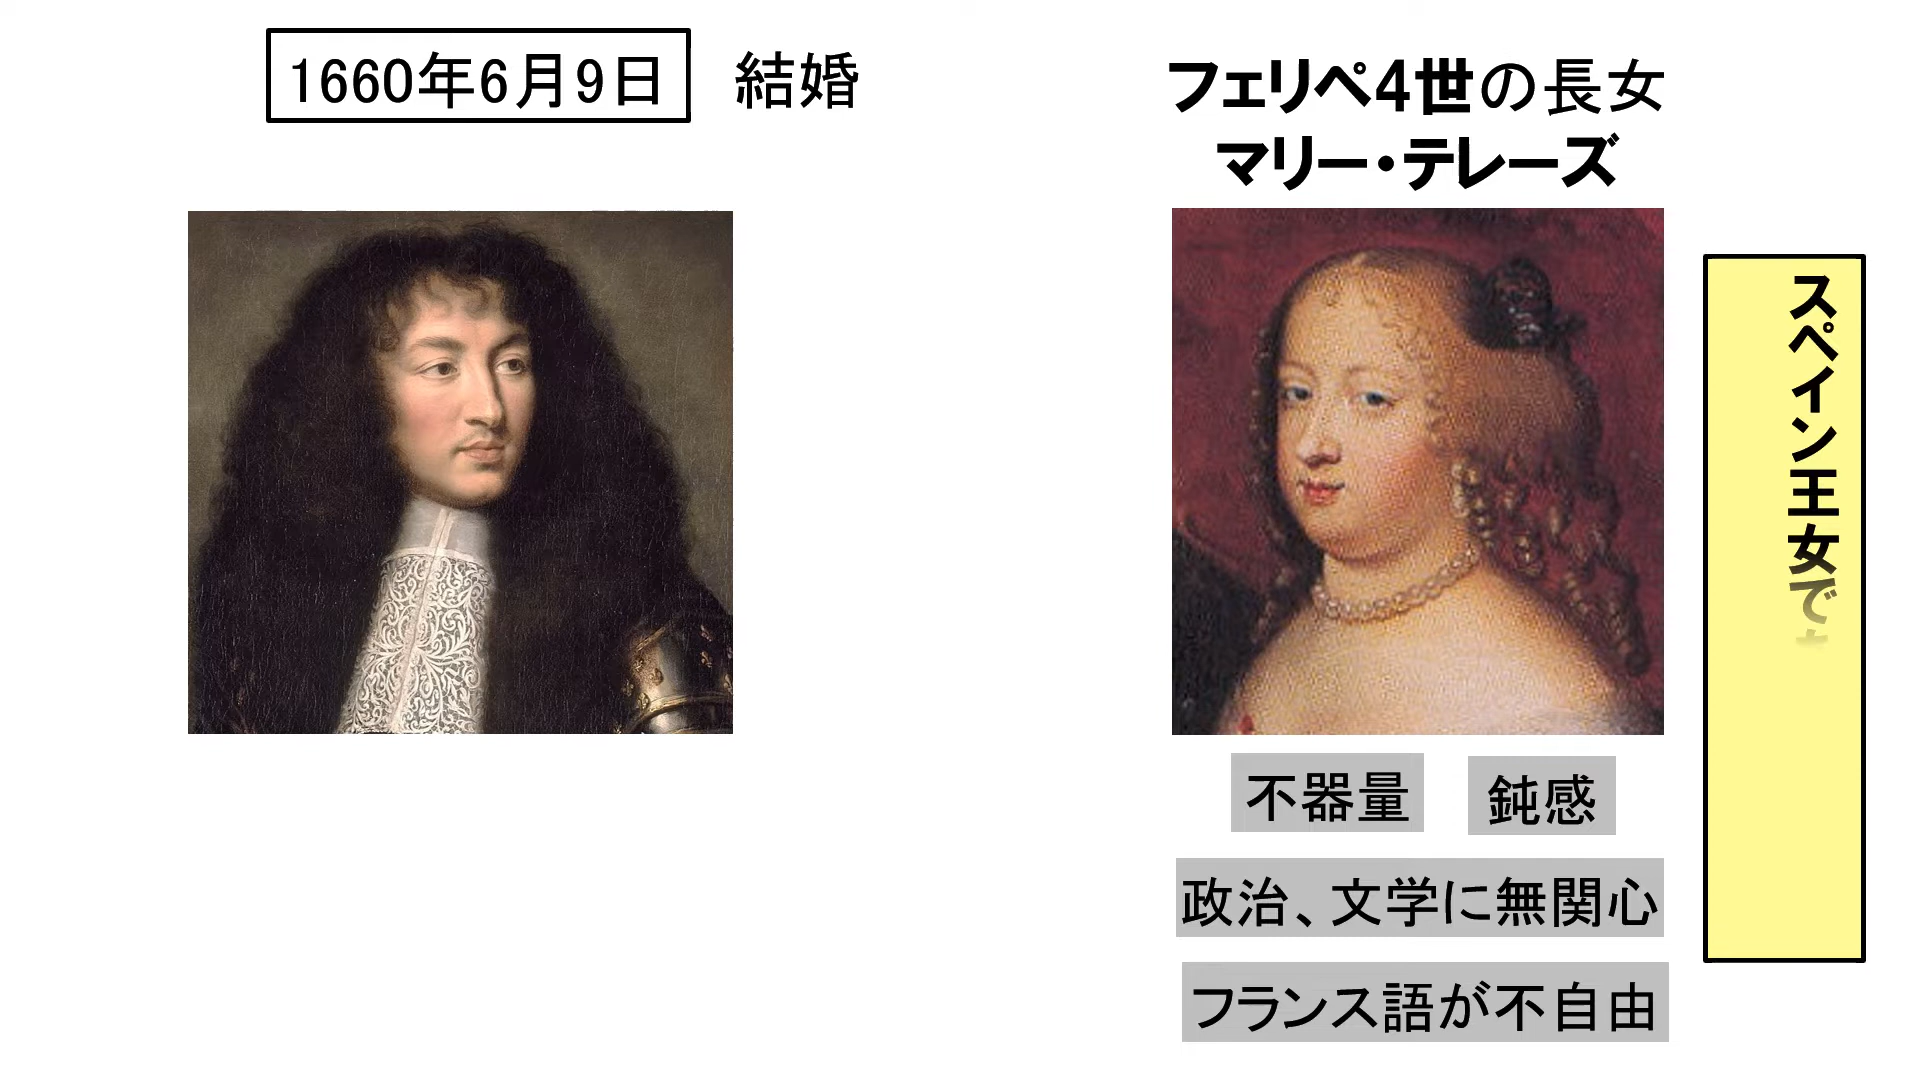 1660年6月9日
結婚
フェリペ4世の長女
マリー・テレーズ
スペイン王女で
不器量
鈍感
政治、文学に無関心
フランス語が不自由